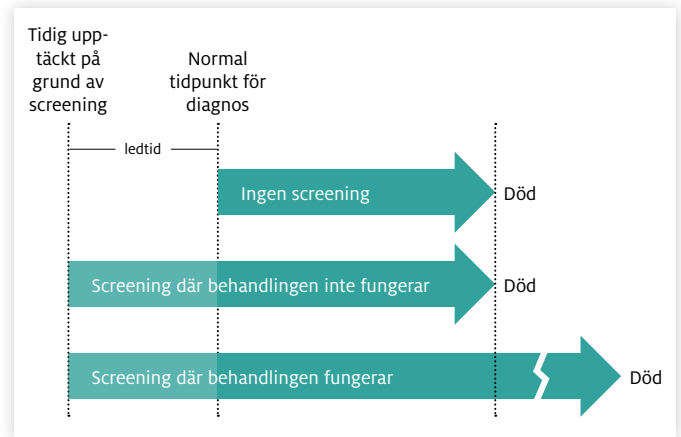 Tidig upp-
täckt på
grund av
screening
Normal
tidpunkt för
diagnos
ledtid
Ingen screening
Död
Screening där behandlingen inte fungerar
Död
Screening där behandlingen fungerar
Död